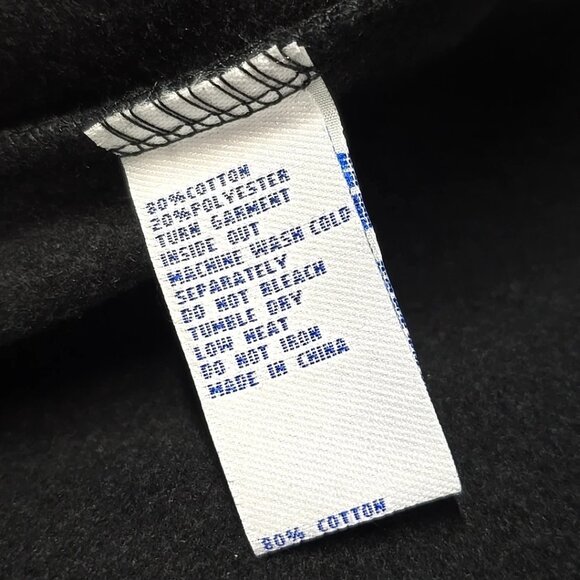 80%COTTON
20%POLYESTER
TURN GARMENT
INSIDE OUT
MACHINE WASH COLD
SEPARATELY
DO NOT BLEACH
TUMBLE DRY
LOW HEAT
DO NOT IRON
MADE IN CHINA
80% COTTON